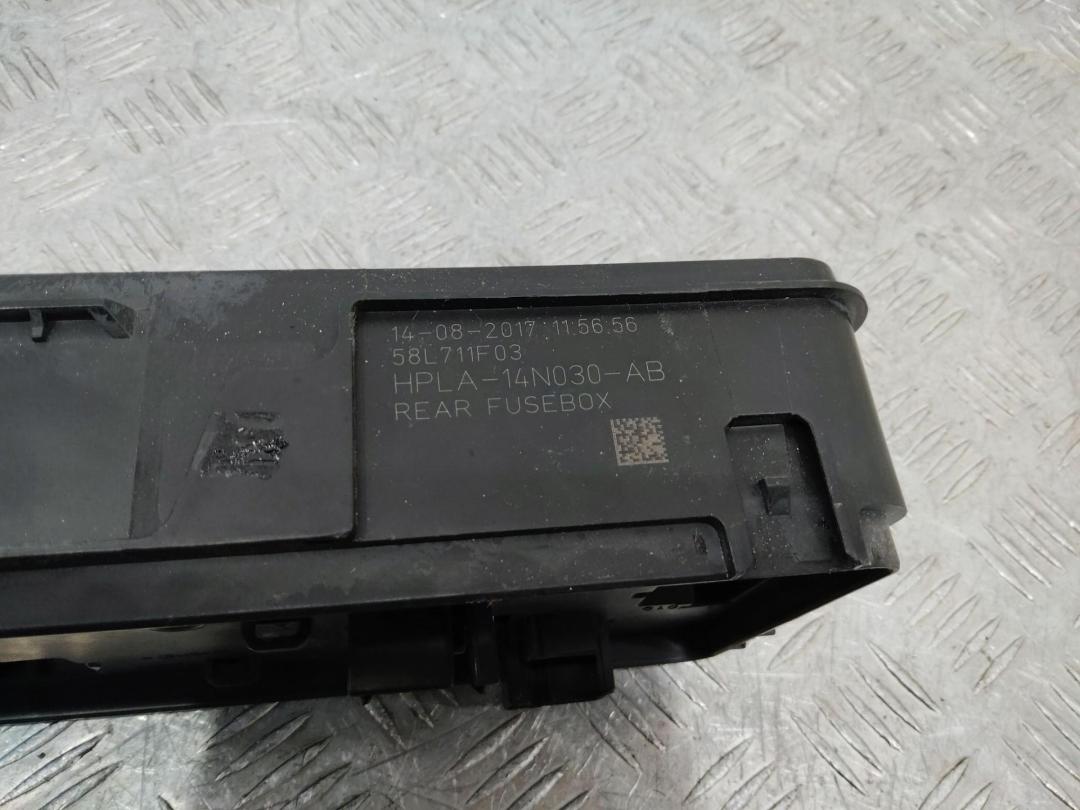 14-08-2017 11:56:56
58L711F03
HPLA-14N030-AB
REAR FUSEBOX